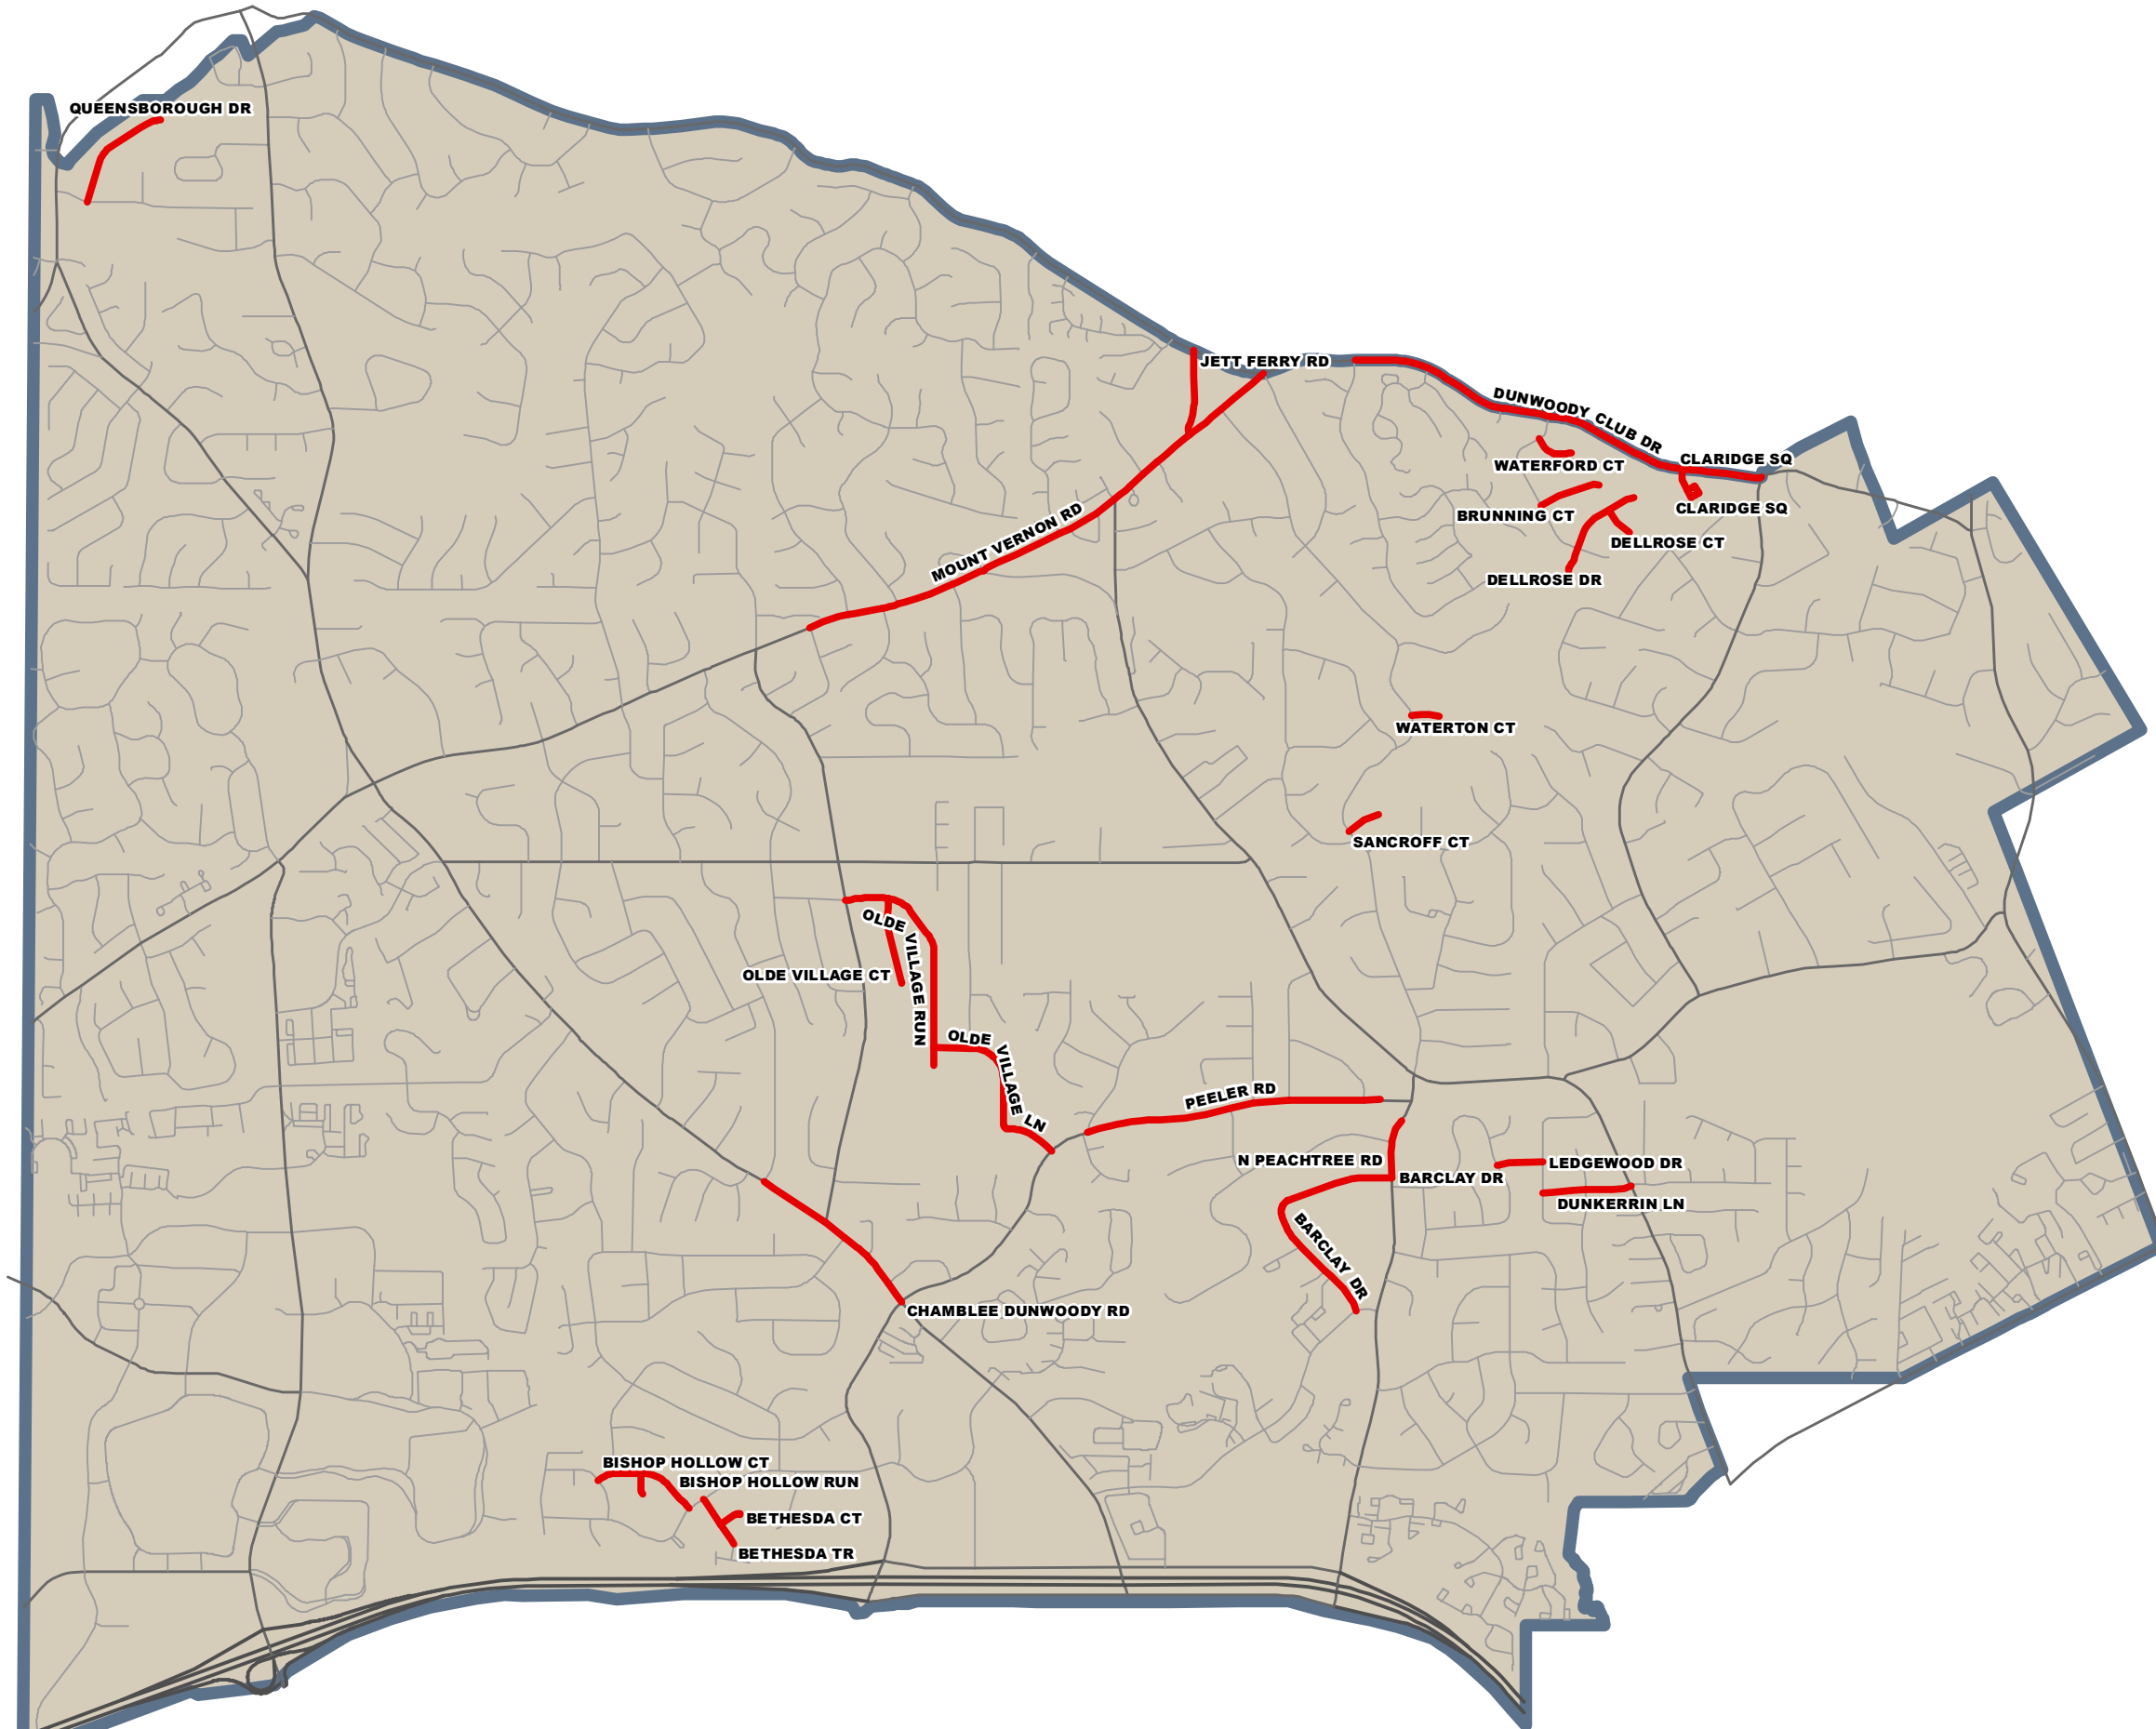 QUEENSBOROUGH DR
JETT FERRY RD
DUNWOODY CLUB DR
CLARIDGE SQ
WATERFORD CT
CLARIDGE SQ
BRUNNING CT
MOUNT VERNON RD
DELLROSE CT
DELLROSE DR
WATERTON CT
SANCROFT CT
OLDE VILLAGE RUN
OLDE VILLAGE CT
OLDE VILLAGE LN
PEELER RD
N PEACHTREE RD
LEDGEWOOD DR
BARCLAY DR
DUNKERRIN LN
BARCLAY DR
CHAMBLEE DUNWOODY RD
BISHOP HOLLOW CT
BISHOP HOLLOW RUN
BETHESDA CT
BETHESDA TR